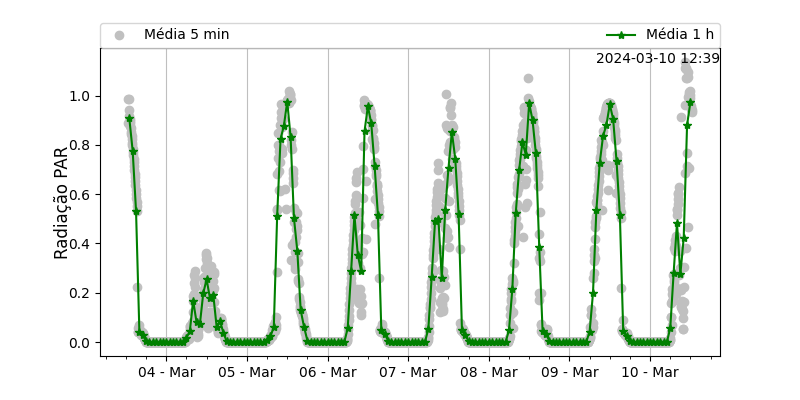 Média 5 min
Média 1 h
2024-03-10 12:39
Radiação PAR
1.0
0.8
0.6
0.4
0.2
0.0
04 - Mar
05 - Mar
06 - Mar
07 - Mar
08 - Mar
09 - Mar
10 - Mar